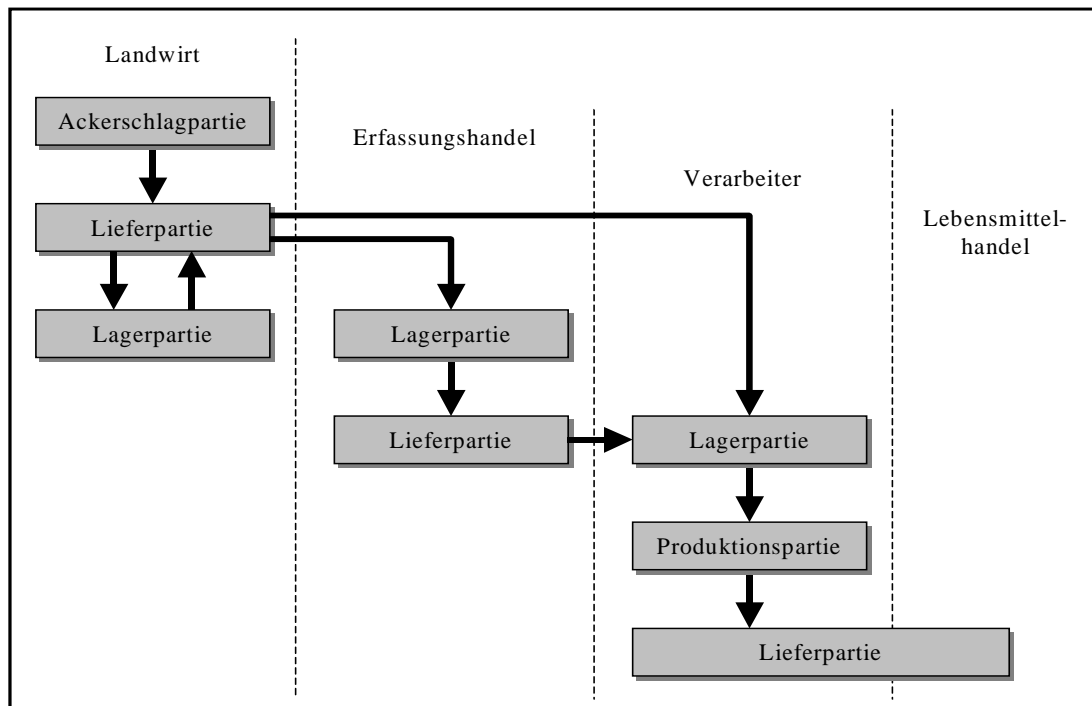 Landwirt
Ackerschlagpartie
Lieferpartie
Lagerpartie
Erfassungshandel
Lagerpartie
Lieferpartie
Verarbeiter
Lagerpartie
Produktionspartie
Lieferpartie
Lebensmittel-
handel